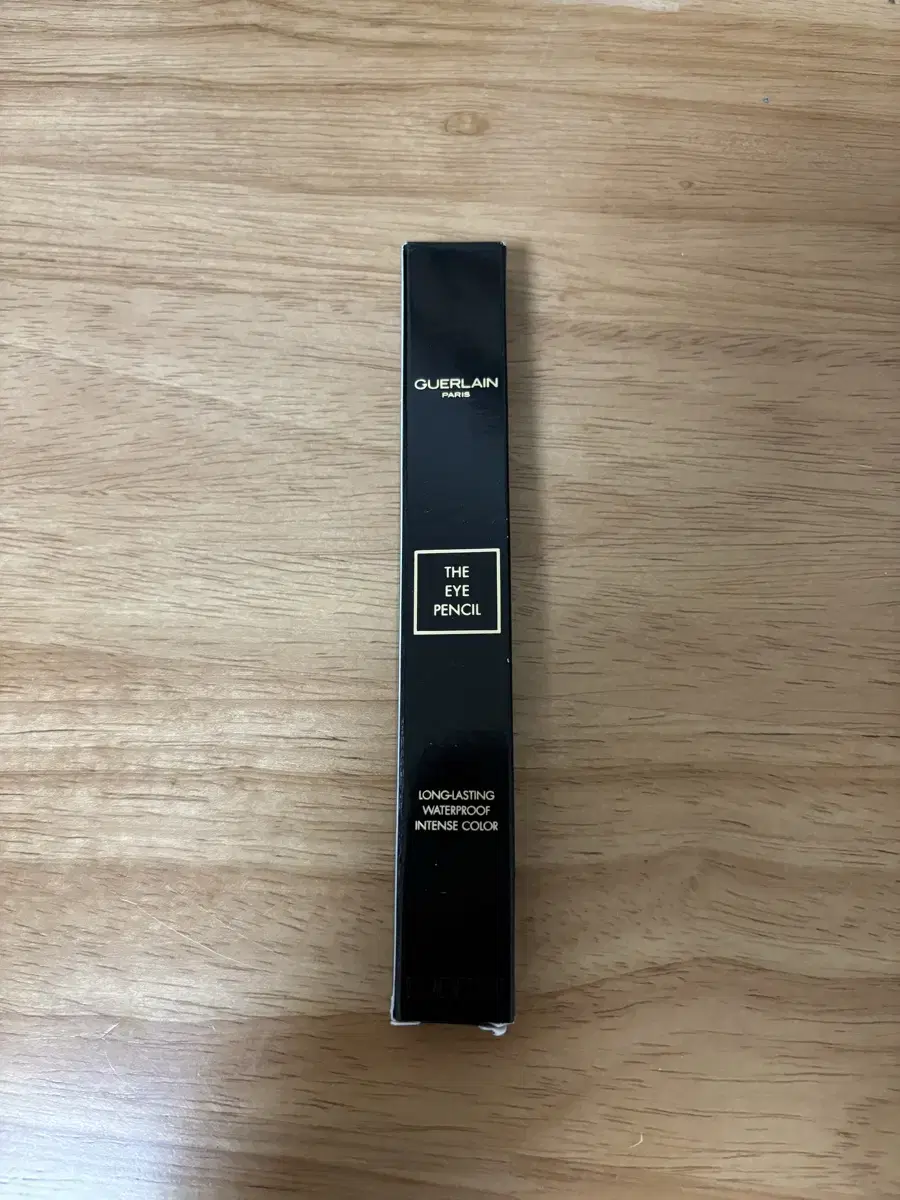 GUERLAIN
PARIS
THE
EYE
PENCIL
LONG-LASTING
WATERPROOF
INTENSE COLOR